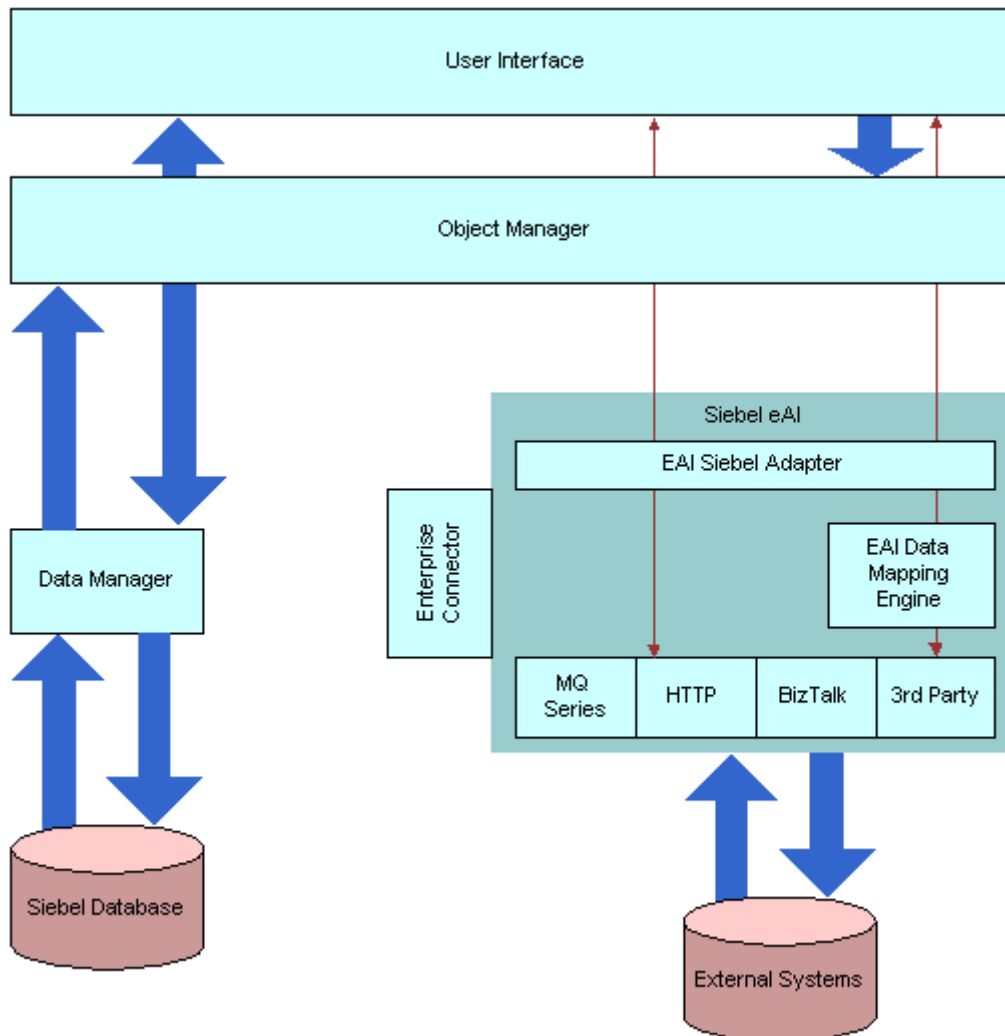 User Interface
Object Manager
Siebel eAI
EAI Siebel Adapter
Enterprise
Connector
EAI Data
Mapping
Engine
Data Manager
MQ
Series
HTTP
BizTalk
3rd Party
Siebel Database
External Systems